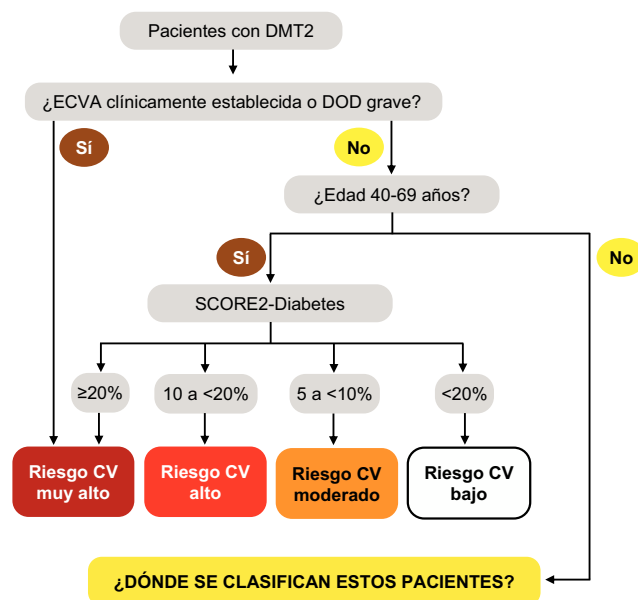 Pacientes con DMT2
¿ECVA clínicamente establecida o DOD grave?
Sí
No
¿Edad 40-69 años?
Sí
No
SCORE2-Diabetes
≥20%
10 a <20%
5 a <10%
<20%
Riesgo CV
muy alto
Riesgo CV
alto
Riesgo CV
moderado
Riesgo CV
bajo
¿DÓNDE SE CLASIFICAN ESTOS PACIENTES?